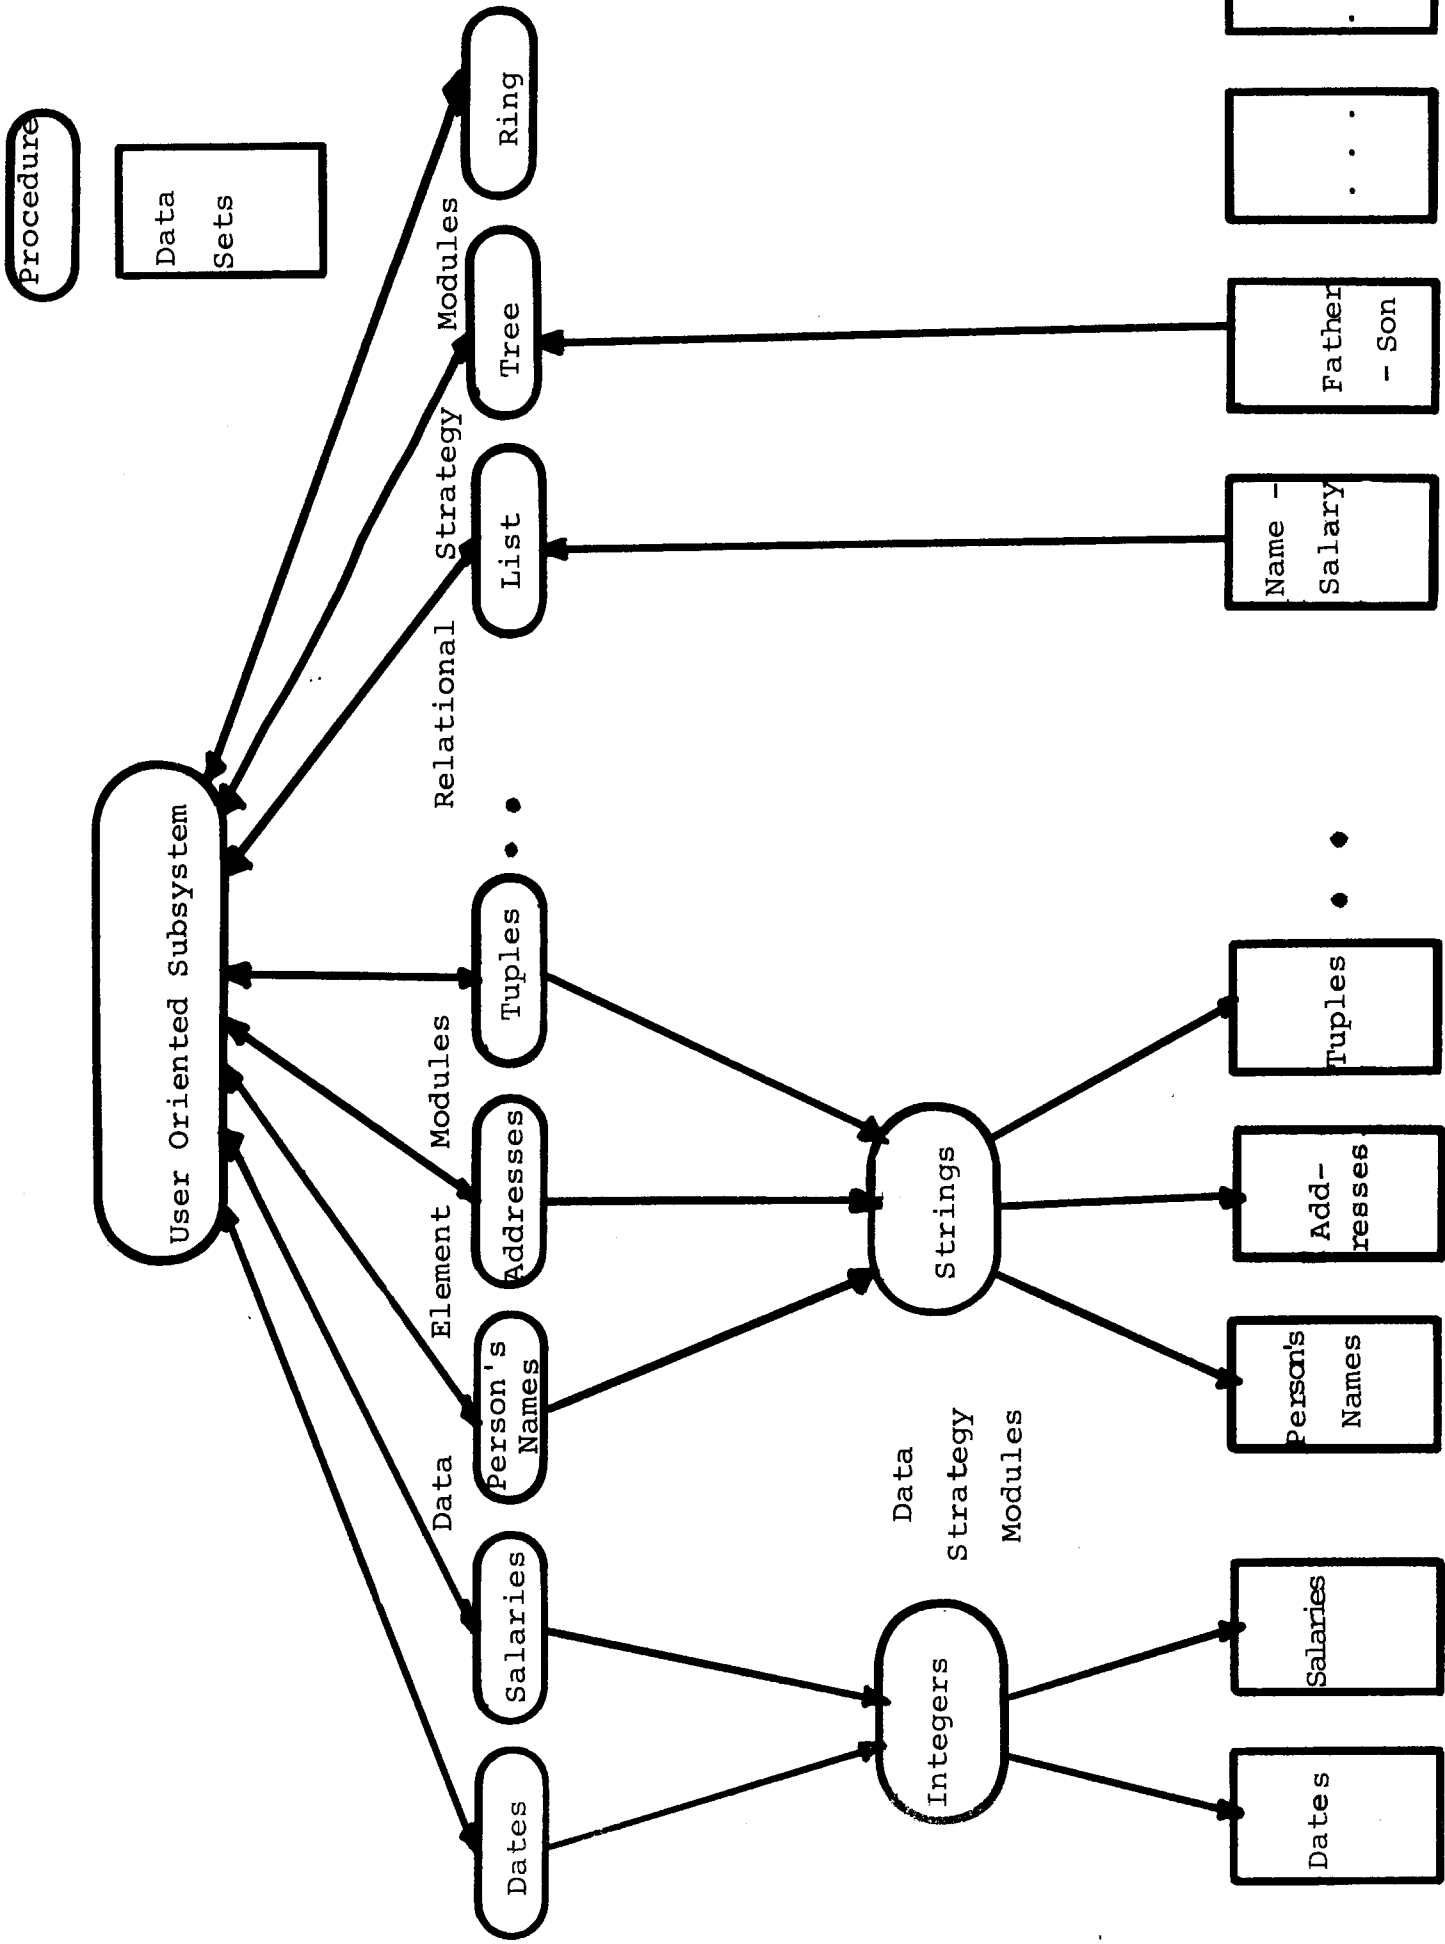 Procedure
Data
Sets
User Oriented Subsystem
Data Element Modules
Relational Strategy Modules
Dates
Salaries
Person's
Names
Addresses
Tuples
. .
List
Tree
Ring
Data
Strategy
Modules
Integers
Strings
Dates
Salaries
Person's
Names
Add-
resses
Tuples
. .
Name -
Salary
Father
- Son
. . .
.